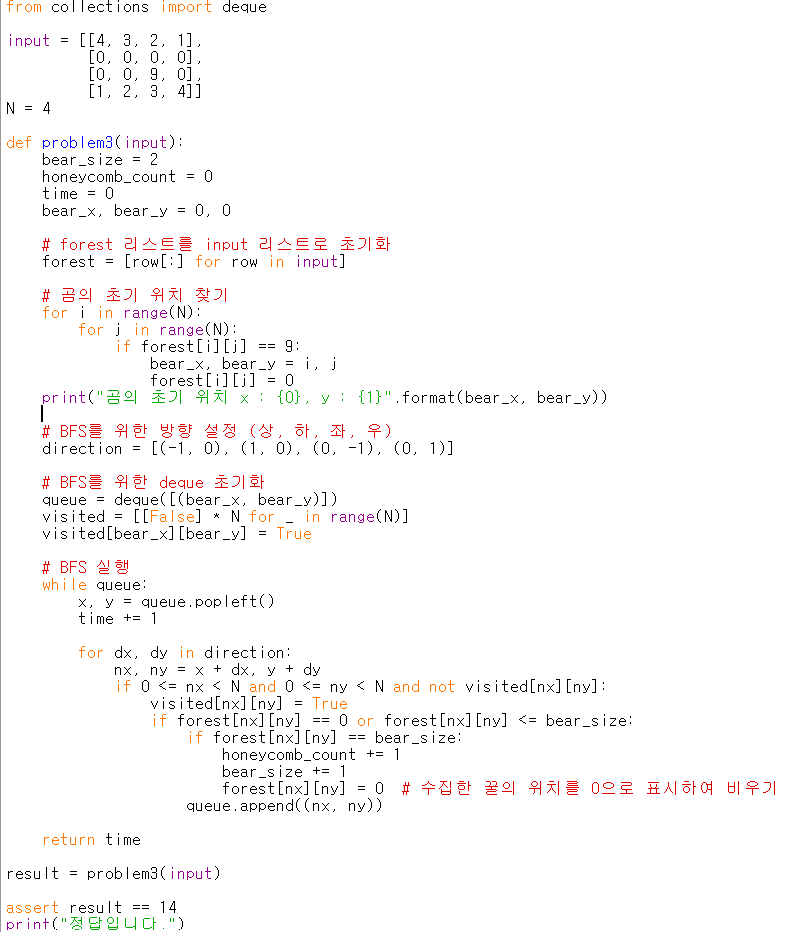 from collections import deque

input = [[4, 3, 2, 1],
         [0, 0, 0, 0],
         [0, 0, 9, 0],
         [1, 2, 3, 4]]
N = 4

def problem3(input):
    bear_size = 2
    honeycomb_count = 0
    time = 0
    bear_x, bear_y = 0, 0

    # forest 리스트를 input 리스트로 초기화
    forest = [row[:] for row in input]

    # 곰의 초기 위치 찾기
    for i in range(N):
        for j in range(N):
            if forest[i][j] == 9:
                bear_x, bear_y = i, j
                forest[i][j] = 0
    print("곰의 초기 위치 x : {0}, y : {1}".format(bear_x, bear_y))

    # BFS를 위한 방향 설정 (상, 하, 좌, 우)
    direction = [(-1, 0), (1, 0), (0, -1), (0, 1)]

    # BFS를 위한 deque 초기화
    queue = deque([(bear_x, bear_y)])
    visited = [[False] * N for _ in range(N)]
    visited[bear_x][bear_y] = True

    # BFS 실행
    while queue:
        x, y = queue.popleft()
        time += 1

        for dx, dy in direction:
            nx, ny = x + dx, y + dy
            if 0 <= nx < N and 0 <= ny < N and not visited[nx][ny]:
                visited[nx][ny] = True
                if forest[nx][ny] == 0 or forest[nx][ny] <= bear_size:
                    if forest[nx][ny] == bear_size:
                        honeycomb_count += 1
                        bear_size += 1
                        forest[nx][ny] = 0  # 수집한 꿀의 위치를 0으로 표시하여 비우기
                    queue.append((nx, ny))

    return time

result = problem3(input)

assert result == 14
print("정답입니다.")